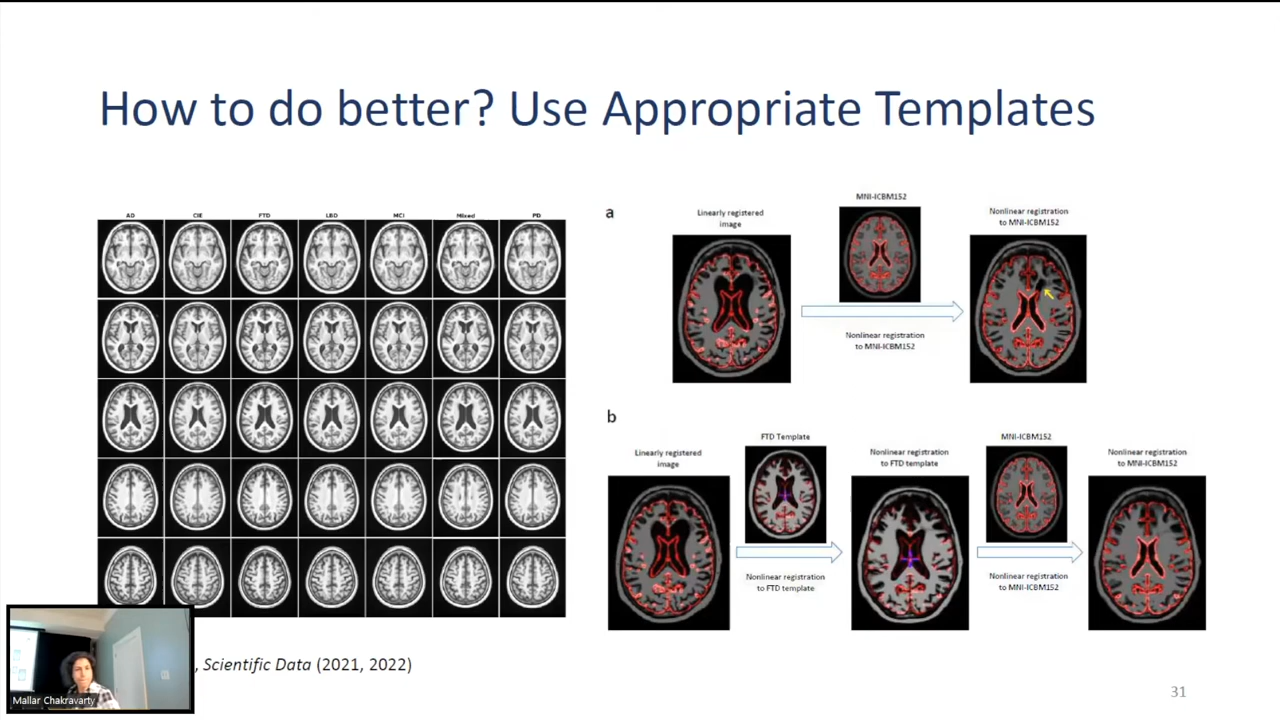 How to do better? Use Appropriate Templates
AD CIE FTD LBD MCI Mixed PD
a
Linearly registered
image
MNI-ICBM152
Nonlinear registration
to MNI-ICBM152
Nonlinear registration
to MNI-ICBM152
b
Linearly registered
image
FTD Template
Nonlinear registration
to FTD template
Nonlinear registration
to FTD template
MNI-ICBM152
Nonlinear registration
to MNI-ICBM152
Nonlinear registration
to MNI-ICBM152
, Scientific Data (2021, 2022)
Mallar Chakravarty
31